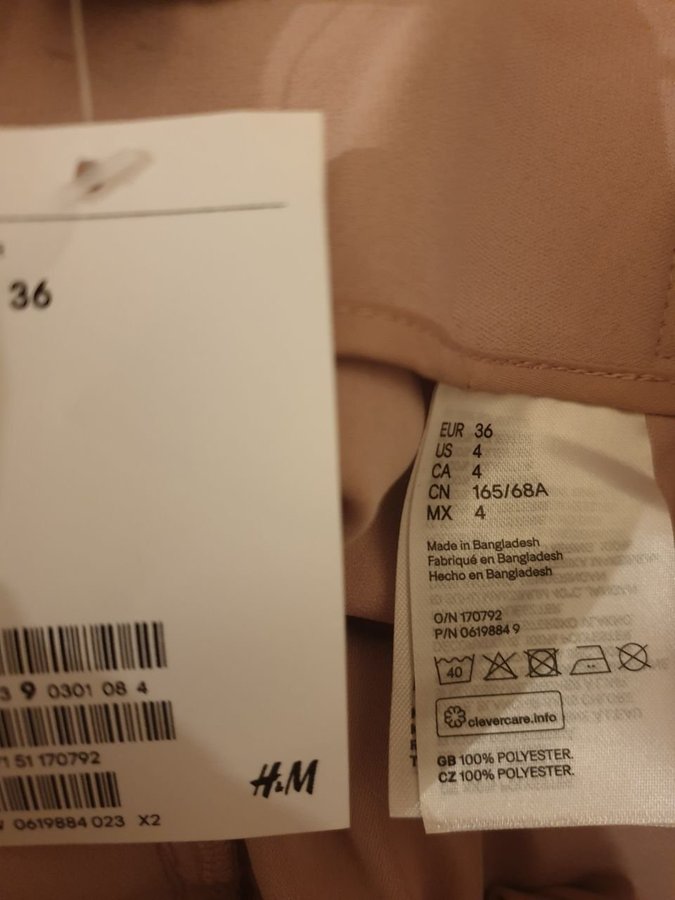 36
9 0301 08 4
51 170792
0619884 023 X2
H&M
EUR 36
US 4
CA 4
CN 165/68A
MX 4
Made in Bangladesh
Fabriqué en Bangladesh
Hecho en Bangladesh
O/N 170792
P/N 0619884 9
40
clevercare.info
GB 100% POLYESTER.
CZ 100% POLYESTER.